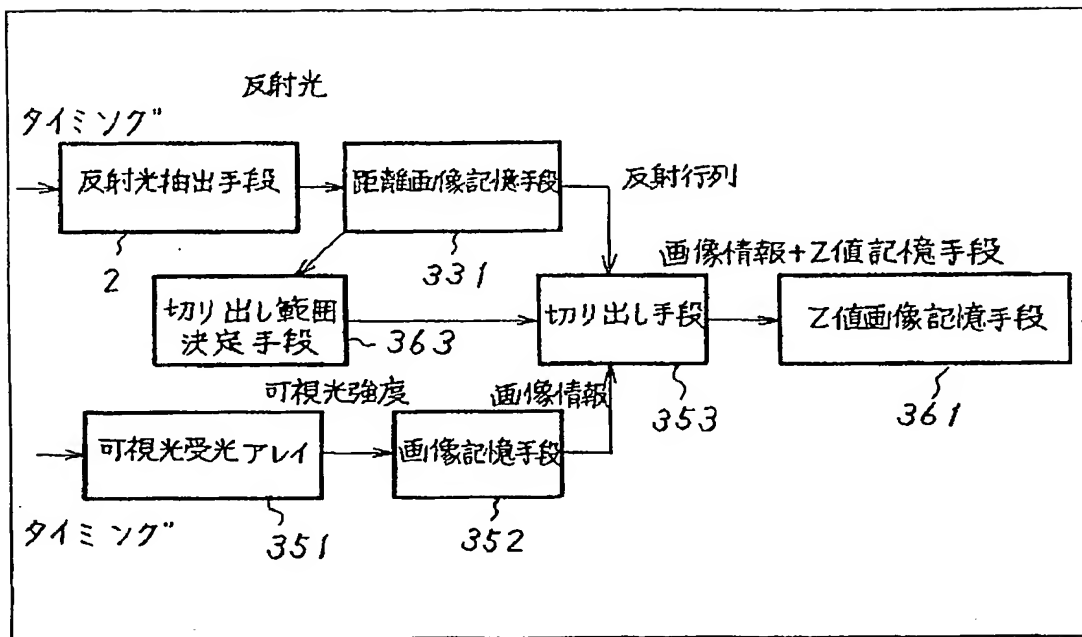 反射光
タイミング
反射光抽出手段
距離画像記憶手段
反射行列
2
331
画像情報+Z値記憶手段
切り出し範囲
決定手段
363
切り出し手段
Z値画像記憶手段
353
361
可視光強度
画像情報
可視光受光アレイ
画像記憶手段
タイミング
351
352